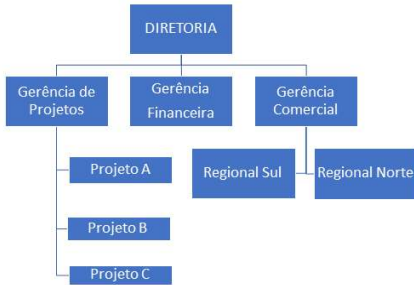 DIRETORIA
Gerência de
Projetos
Gerência
Financeira
Gerência
Comercial
Projeto A
Regional Sul
Regional Norte
Projeto B
Projeto C